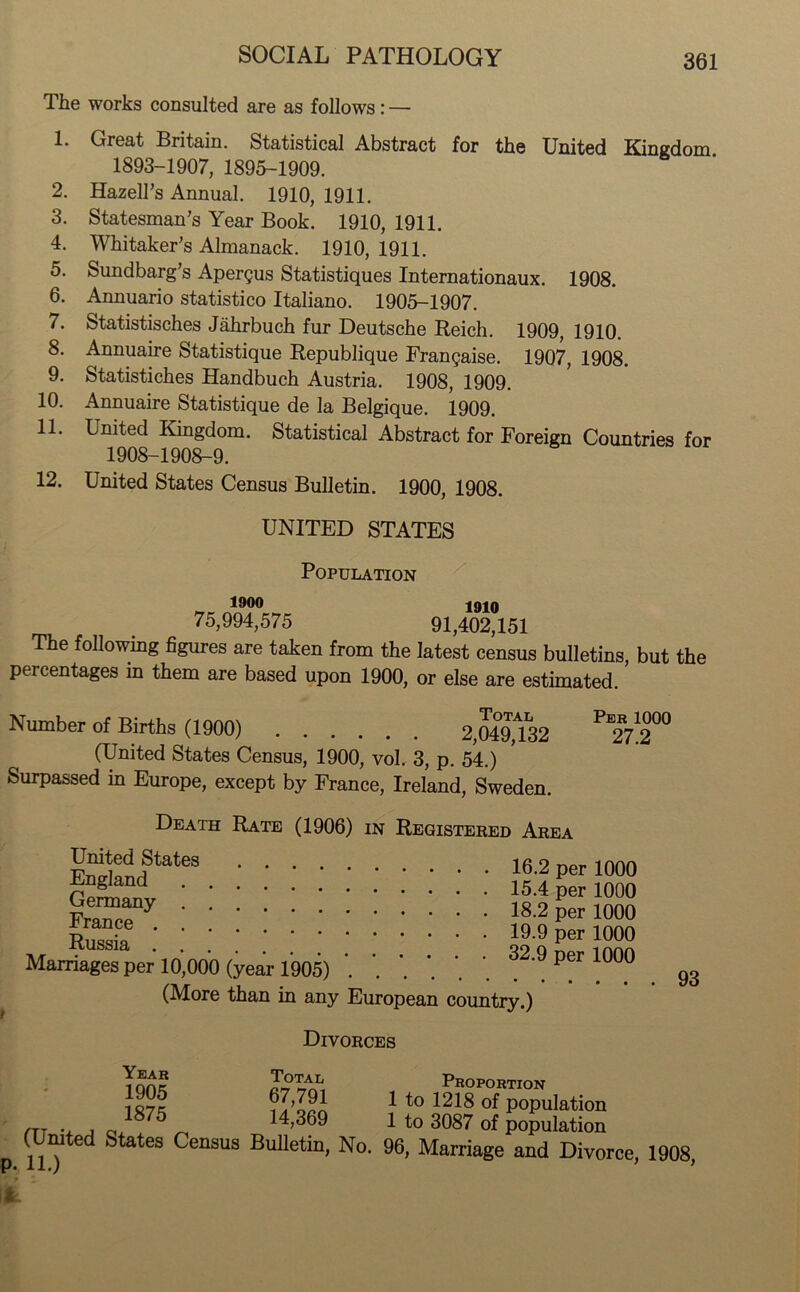 SOCIAL PATHOLOGY 361
The works consulted are as follows: —
1. Great Britain. Statistical Abstract for the United Kingdom.
1893-1907, 1895-1909.
2. Hazell's Annual. 1910, 1911.
3. Statesman's Year Book. 1910, 1911.
4. Whitaker's Almanack. 1910, 1911.
5. Sundbarg's Aperçus Statistiques Internationaux. 1908.
6. Annuario statistico Italiano. 1905-1907.
7. Statistisches Jährbuch fur Deutsche Reich. 1909, 1910.
8. Annuaire Statistique Republique Française. 1907, 1908.
9. Statistiches Handbuch Austria. 1908, 1909.
10. Annuaire Statistique de la Belgique. 1909.
11. United Kingdom. Statistical Abstract for Foreign Countries for
1908-1908-9.
12. United States Census Bulletin. 1900, 1908.
UNITED STATES
Population
1900 1910
75,994,575 91,402,151
The following figures are taken from the latest census bulletins, but the
percentages in them are based upon 1900, or else are estimated.
Total Per 1000
Number of Births (1900) . . . . . . 2,049,132 27.2
(United States Census, 1900, vol. 3, p. 54.)
Surpassed in Europe, except by France, Ireland, Sweden.
Death Rate (1906) in Registered Area
United States . . . . . . . . . . 16.2 per 1000
England . . . . . . . . . . . . 15.4 per 1000
Germany . . . . . . . . . . . . 18.2 per 1000
France . . . . . . . . . . . . . 19.9 per 1000
Russia . . . . . . . . . . . . . 32.9 per 1000
Marriages per 10,000 (year 1905) . . . . . . . . . . . . 93
(More than in any European country.)
Divorces
Year Total Proportion
1905 67,791 1 to 1218 of population
1875 14,369 1 to 3087 of population
(United States Census Bulletin, No. 96, Marriage and Divorce, 1908,
p. 11.)